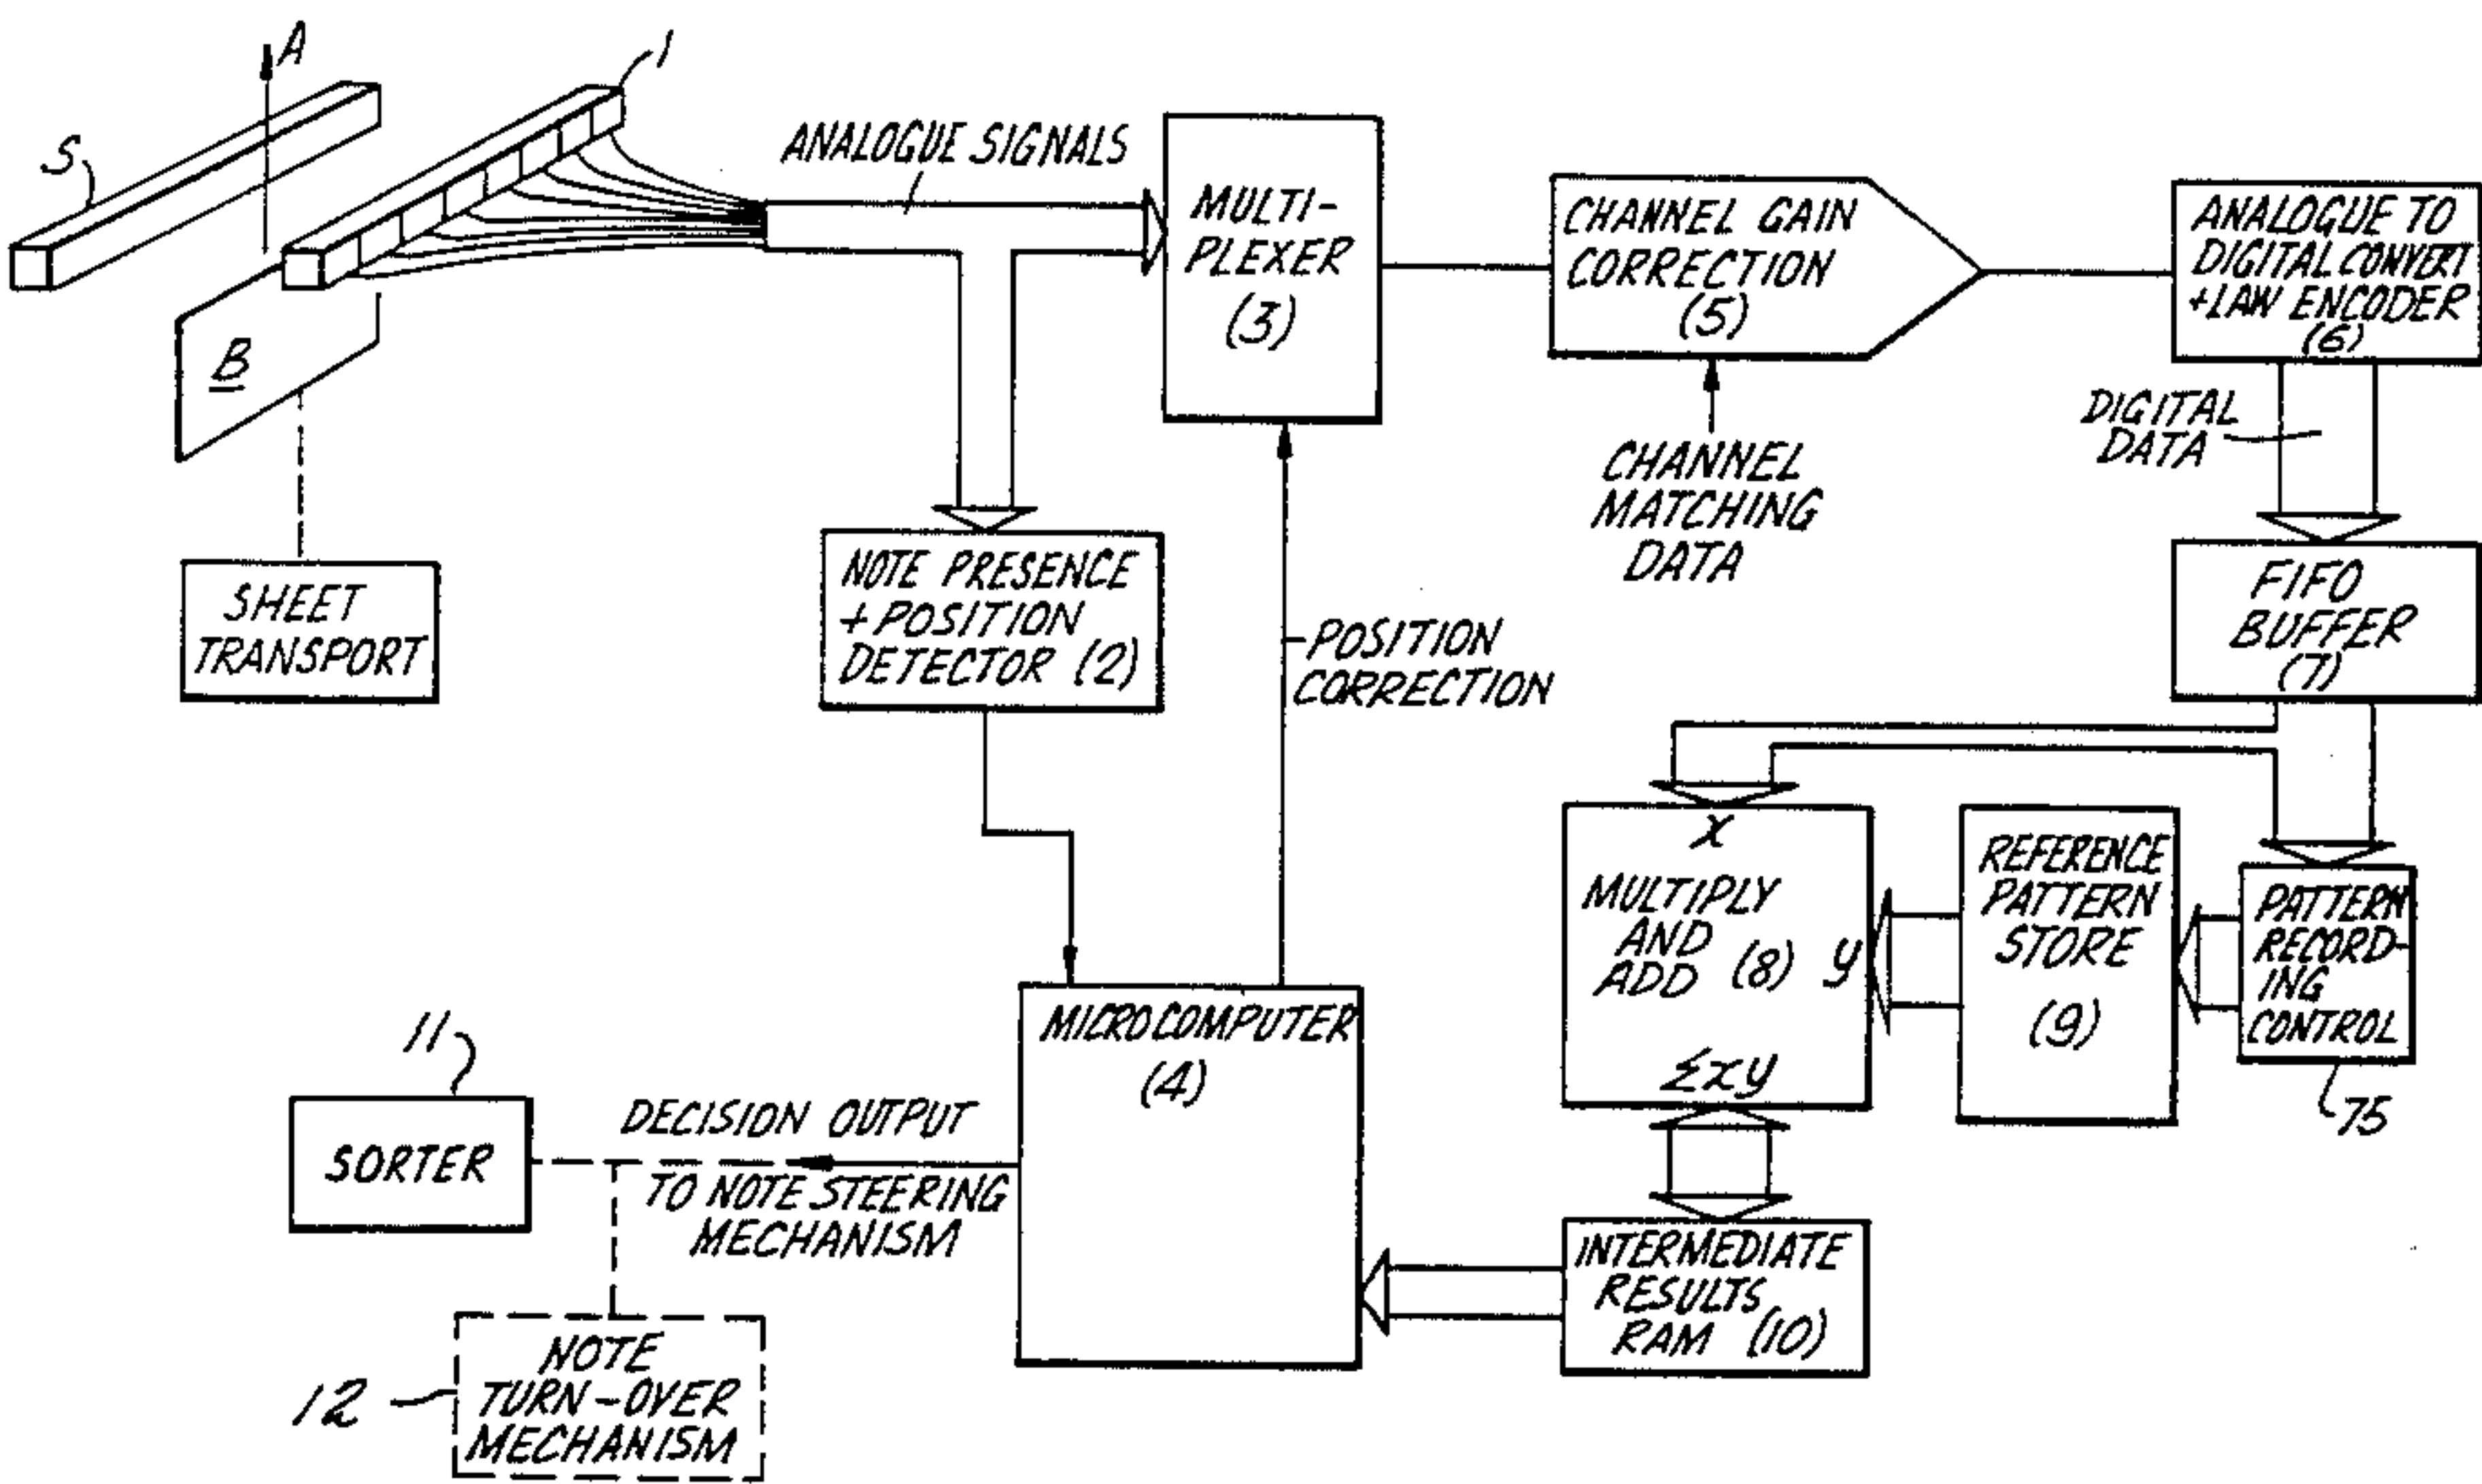 A
1
S
ANALOGUE SIGNALS
MULTI-
PLEXER
(3)
CHANNEL GAIN
CORRECTION
(5)
ANALOGUE TO
DIGITAL CONVERT
+LAW ENCODER
(6)
B
DIGITAL
DATA
CHANNEL
MATCHING
DATA
SHEET
TRANSPORT
NOTE PRESENCE
+POSITION
DETECTOR (2)
POSITION
CORRECTION
FIFO
BUFFER
(7)
X
MULTIPLY
AND
ADD (8)
y
Σxy
REFERENCE
PATTERN
STORE
(9)
PATTERN
RECORD-
ING
CONTROL
75
MICROCOMPUTER
(4)
11
SORTER
DECISION OUTPUT
TO NOTE STEERING
MECHANISM
INTERMEDIATE
RESULTS
RAM (10)
12
NOTE
TURN-OVER
MECHANISM